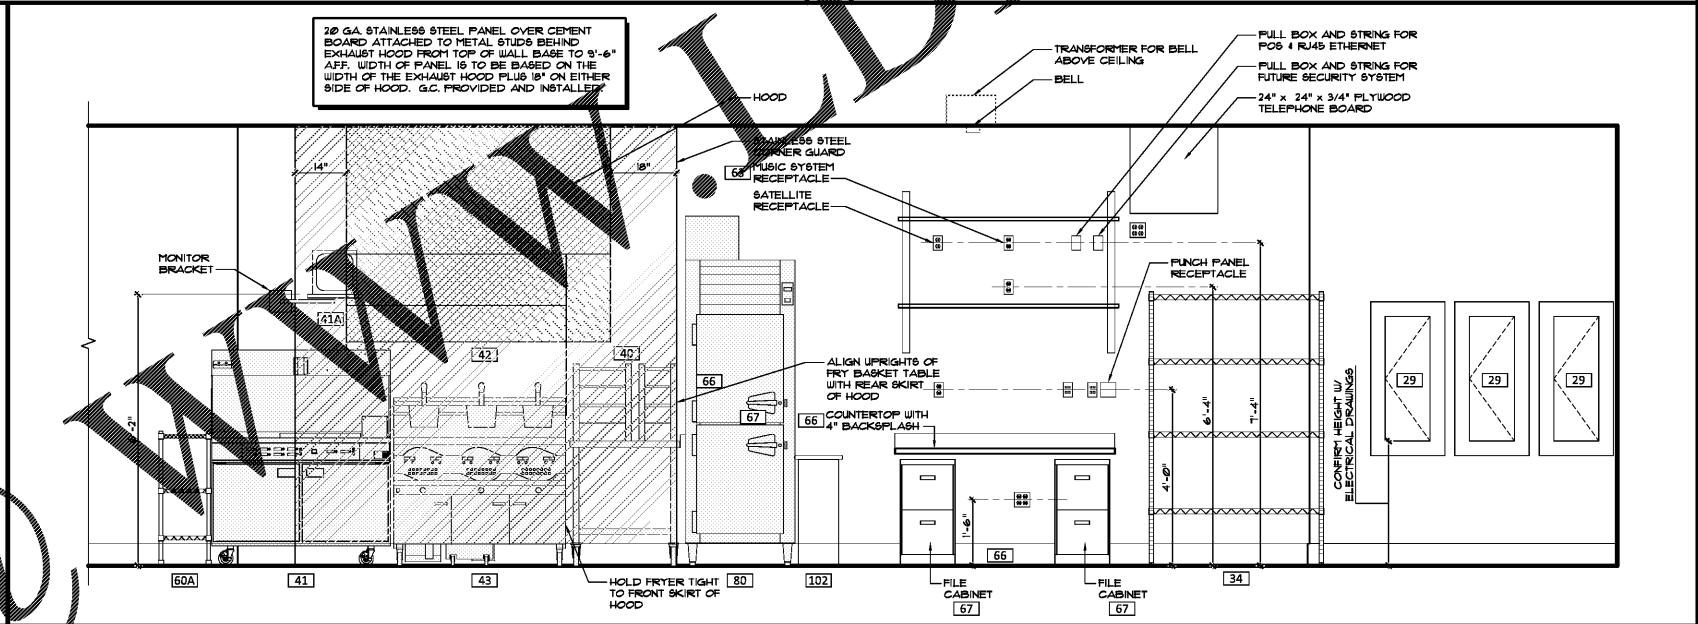 20 GA. STAINLESS STEEL PANEL OVER CEMENT
BOARD ATTACHED TO METAL STUDS BEHIND
EXHAUST HOOD FROM TOP OF WALL BASE TO 9'-6"
A.F.F. WIDTH OF PANEL IS TO BE BASED ON THE
WIDTH OF THE EXHAUST HOOD PLUS 18" ON EITHER
SIDE OF HOOD. G.C. PROVIDED AND INSTALLED.
HOOD
TRANSFORMER FOR BELL
ABOVE CEILING
BELL
PULL BOX AND STRING FOR
POS & RJ45 ETHERNET
PULL BOX AND STRING FOR
FUTURE SECURITY SYSTEM
24" x 24" x 3/4" PLYWOOD
TELEPHONE BOARD
STAINLESS STEEL
CORNER GUARD
14"
18"
63
MUSIC SYSTEM
RECEPTACLE
SATELLITE
RECEPTACLE
MONITOR
BRACKET
PUNCH PANEL
RECEPTACLE
41A
42
40
ALIGN UPRIGHTS OF
FRY BASKET TABLE
WITH REAR SKIRT
OF HOOD
66
67
66
COUNTERTOP WITH
4" BACKSPLASH
29
29
29
-2"
6'-4"
7'-4"
4'-0"
1'-6"
CONFIRM HEIGHT W/
ELECTRICAL DRAWINGS
66
60A
41
43
HOLD FRYER TIGHT
TO FRONT SKIRT OF
HOOD
80
102
FILE
CABINET
67
FILE
CABINET
67
34
WWW.LD